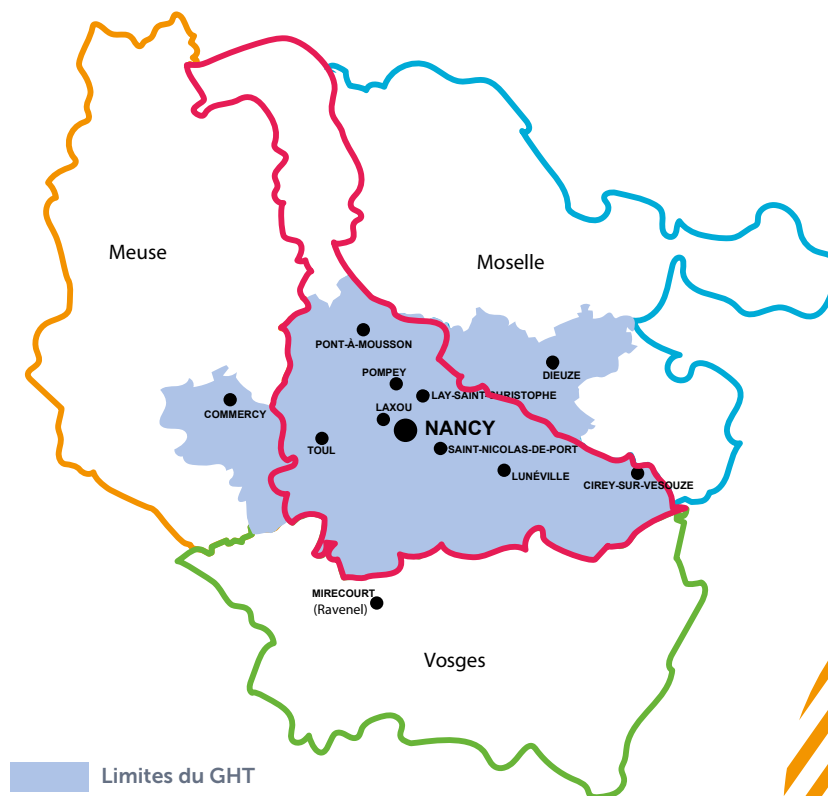 Meuse
Moselle
PONT-À-MOUSSON
POMPEY
DIEUZE
LAY-SAINT-CHRISTOPHE
COMMERCY
LAXOU
NANCY
TOUL
SAINT-NICOLAS-DE-PORT
LUNÉVILLE
CIREY-SUR-VESOUZE
MIRECOURT
(Ravenel)
Vosges
Limites du GHT